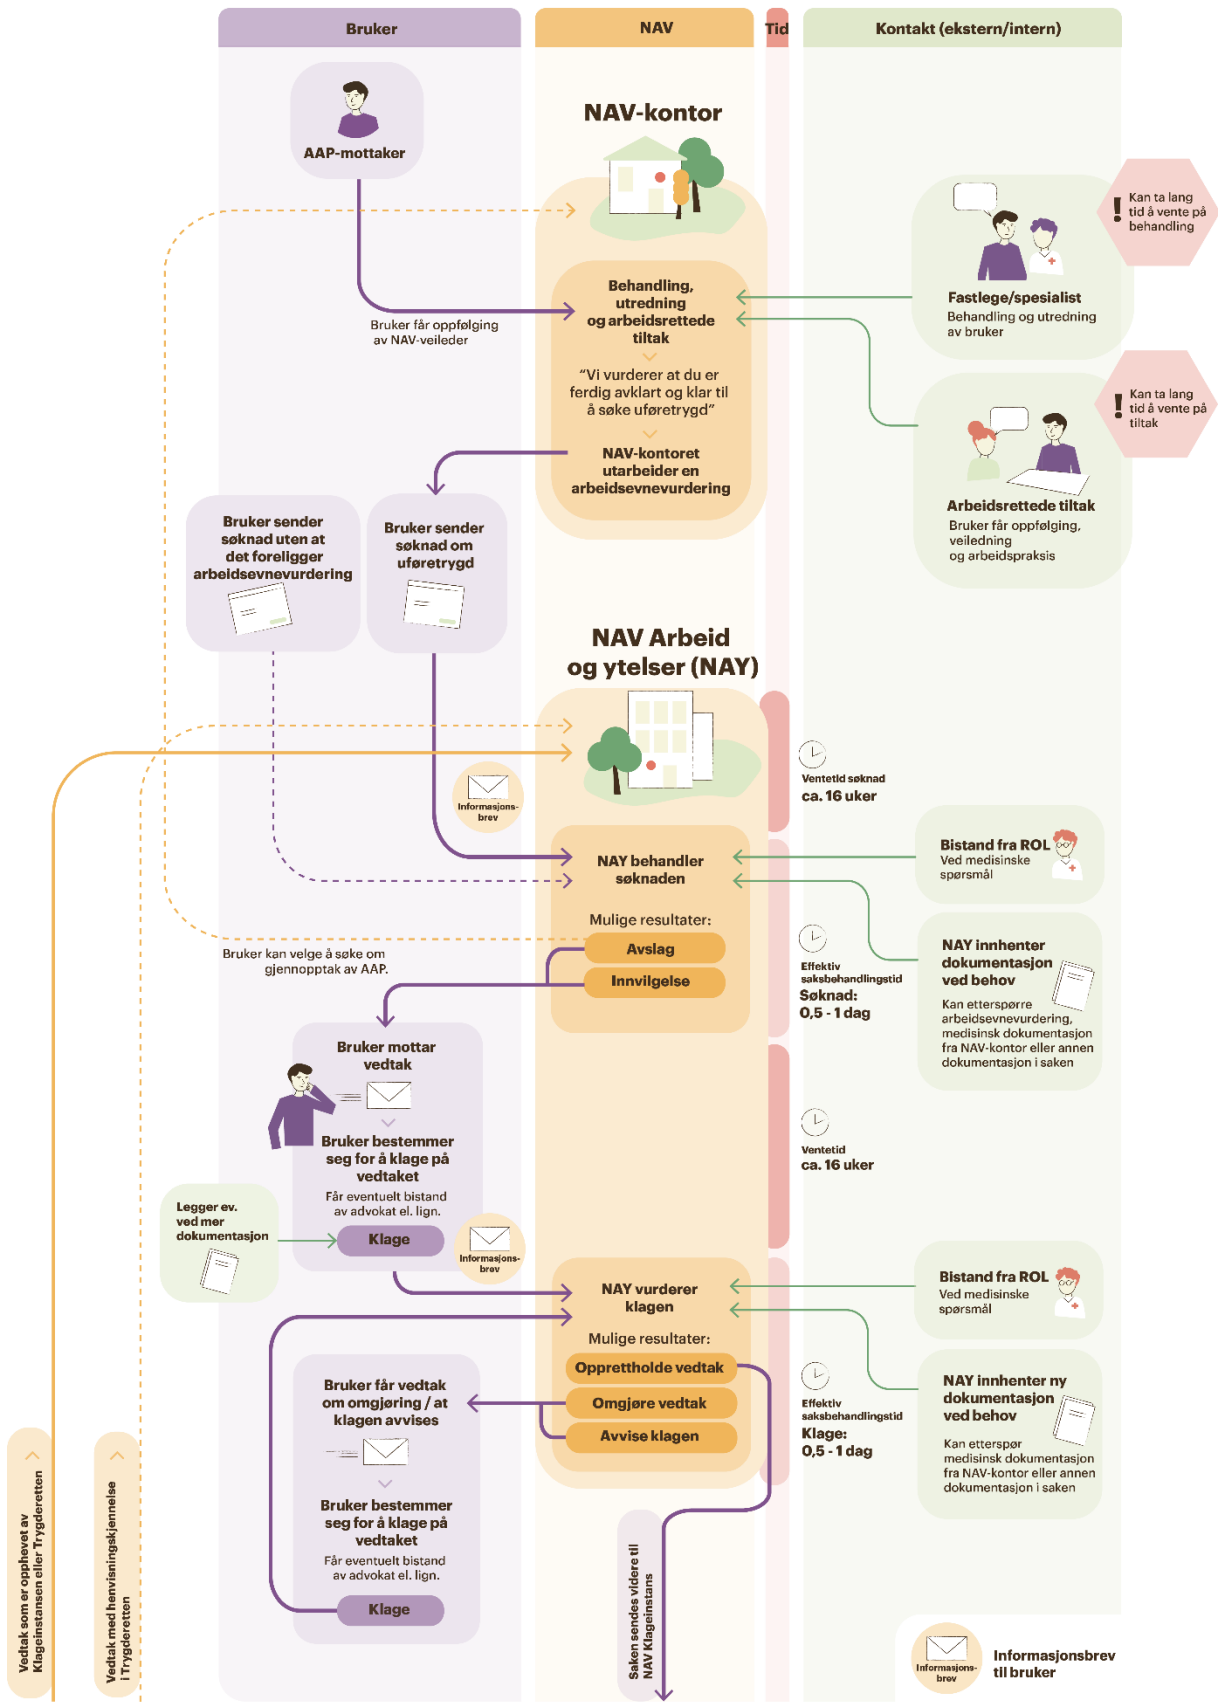 Bruker
NAV
Tid
Kontakt (ekstern/intern)
AAP-mottaker
NAV-kontor
Kan ta lang
tid å vente på
behandling
Fastlege/spesialist
Behandling og utredning
av bruker
Behandling,
utredning
og arbeidsrettede
tiltak
Bruker får oppfølging
av NAV-veileder
“Vi vurderer at du er
ferdig avklart og klar til
å søke uføretrygd”
Kan ta lang
tid å vente på
tiltak
NAV-kontoret
utarbeider en
arbeidsevnevurdering
Arbeidsrettede tiltak
Bruker får oppfølging,
veiledning
og arbeidspraksis
Bruker sender
søknad uten at
det foreligger
arbeidsevnevurdering
Bruker sender
søknad om
uføretrygd
NAV Arbeid
og ytelser (NAY)
Ventetid søknad
ca. 16 uker
Informasjons-
brev
NAY behandler
søknaden
Bistand fra ROL
Ved medisinske
spørsmål
Mulige resultater:
Avslag
Innvilgelse
Bruker kan velge å søke om
gjennopptak av AAP.
Effektiv
saksbehandlingstid
Søknad:
0,5 - 1 dag
NAY innhenter
dokumentasjon
ved behov
Kan etterspørre
arbeidsevnevurdering,
medisinsk dokumentasjon
fra NAV-kontor eller annen
dokumentasjon i saken
Bruker mottar
vedtak
Bruker bestemmer
seg for å klage på
vedtaket
Får eventuelt bistand
av advokat el. lign.
Klage
Ventetid
ca. 16 uker
Legger ev.
ved mer
dokumentasjon
Informasjons-
brev
NAY vurderer
klagen
Bistand fra ROL
Ved medisinske
spørsmål
Mulige resultater:
Opprettholde vedtak
Omgjøre vedtak
Avvise klagen
Effektiv
saksbehandlingstid
Klage:
0,5 - 1 dag
NAY innhenter ny
dokumentasjon
ved behov
Kan etterspør
medisinsk dokumentasjon
fra NAV-kontor eller annen
dokumentasjon i saken
Bruker får vedtak
om omgjøring / at
klagen avvises
Bruker bestemmer
seg for å klage på
vedtaket
Får eventuelt bistand
av advokat el. lign.
Klage
Vedtak som er opphevet av
Klageinstansen eller Trygderetten
Vedtak med henvisningskjennelse
i Trygderetten
Saken sendes videre til
NAV Klageinstans
Informasjons-
brev
Informasjonsbrev
til bruker